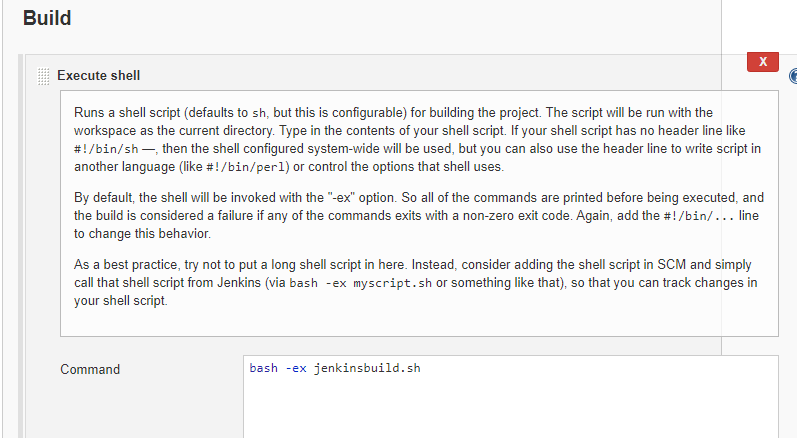 Build
X
Execute shell
Runs a shell script (defaults to sh, but this is configurable) for building the project. The script will be run with the
workspace as the current directory. Type in the contents of your shell script. If your shell script has no header line like
#!/bin/sh —, then the shell configured system-wide will be used, but you can also use the header line to write script in
another language (like #!/bin/perl) or control the options that shell uses.
By default, the shell will be invoked with the "-ex" option. So all of the commands are printed before being executed, and
the build is considered a failure if any of the commands exits with a non-zero exit code. Again, add the #!/bin/... line
to change this behavior.
As a best practice, try not to put a long shell script in here. Instead, consider adding the shell script in SCM and simply
call that shell script from Jenkins (via bash -ex myscript.sh or something like that), so that you can track changes in
your shell script.
Command
bash -ex jenkinsbuild.sh